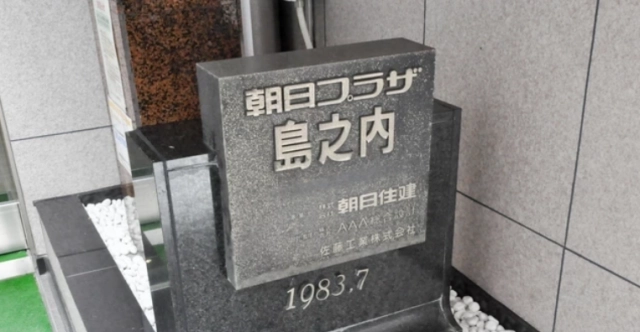 朝日プラザ
島之内
朝日住建
佐藤工業株式会社
1983.7